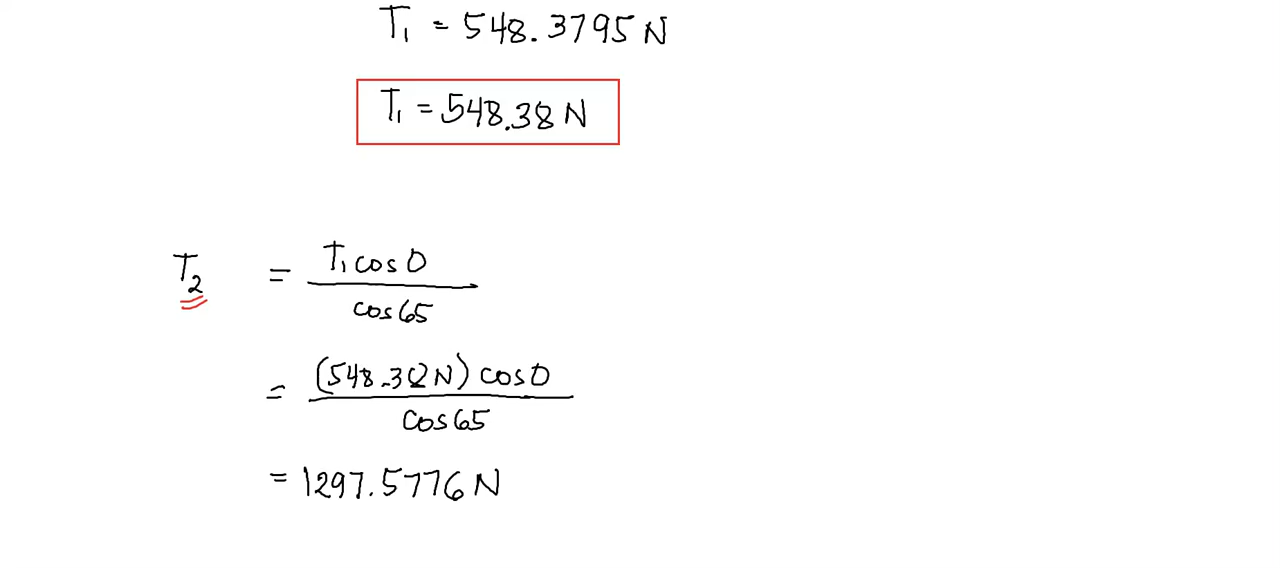 T₁ = 548.3795 N
T₁ = 548.38 N
T₂ = T₁ cos 0 / cos 65
= (548.38 N) cos 0 / cos 65
= 1297.5776 N